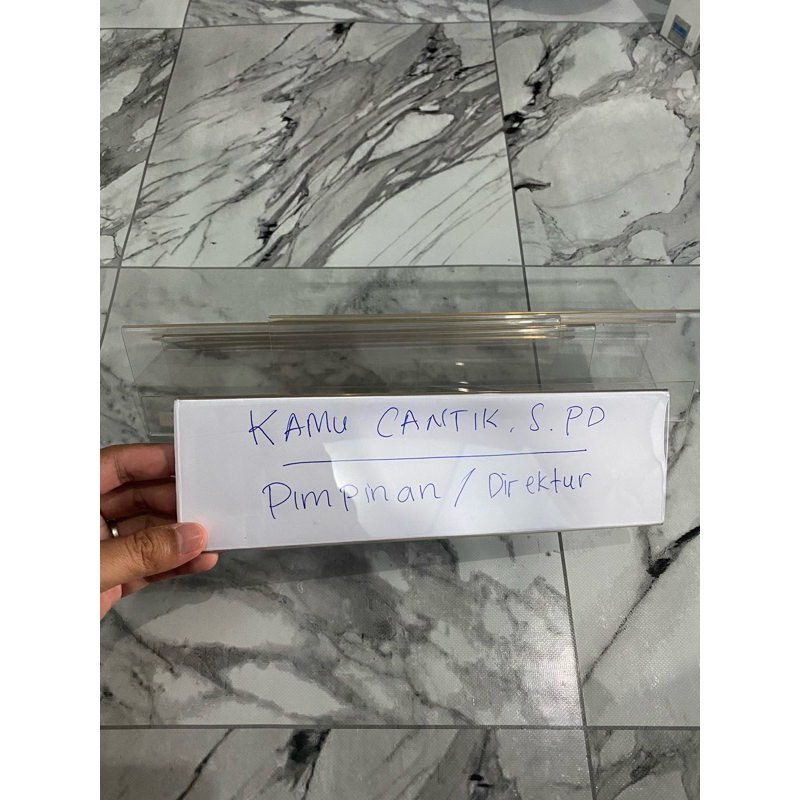 KAMU CANTIK, S.PD
Pimpinan / Direktur